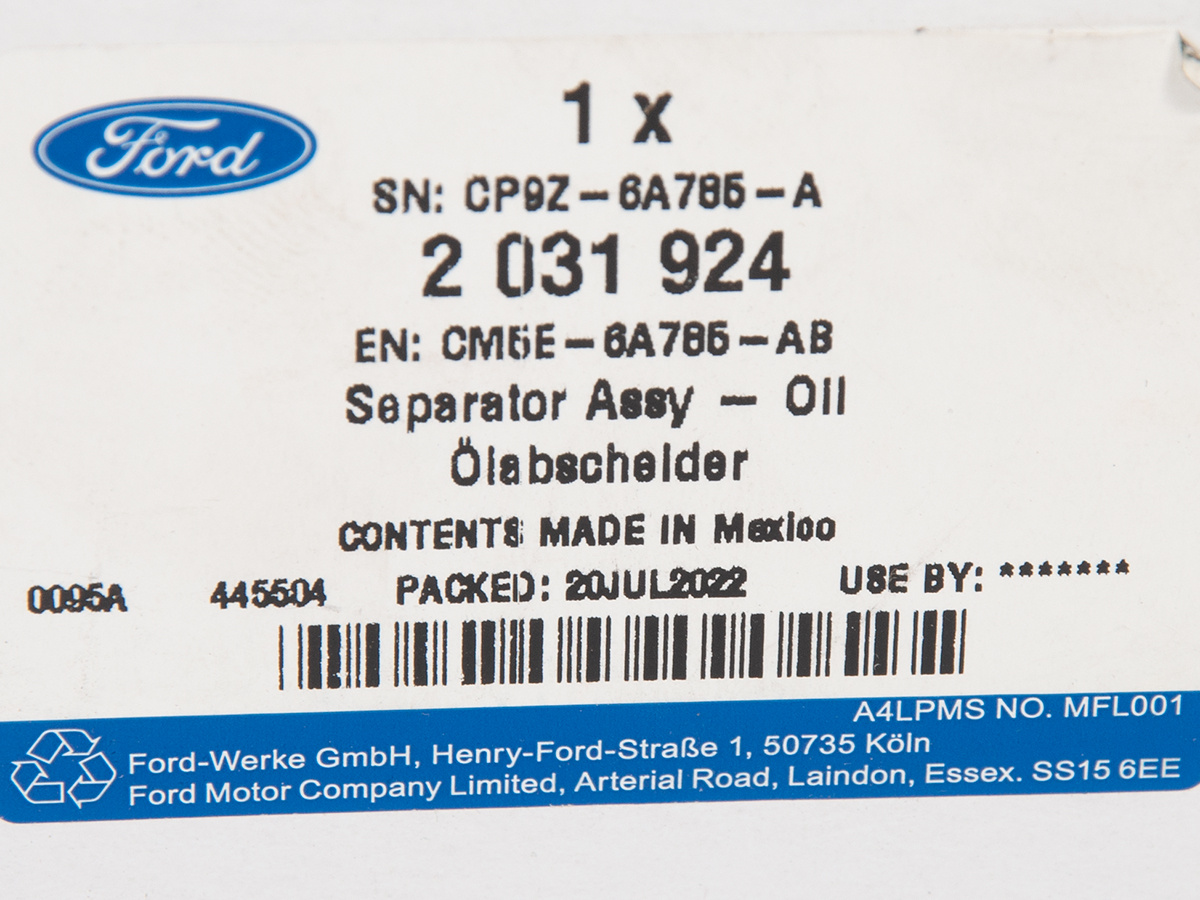 Ford
1 x
SN: CP9Z-6A785-A
2 031 924
EN: CM5E-6A785-AB
Separator Assy - Oil
Ölabscheider
CONTENTS MADE IN Mexico
0095A 445504 PACKED: 20JUL2022 USE BY: *******
A4LPMS NO. MFL001
Ford-Werke GmbH, Henry-Ford-Straße 1, 50735 Köln
Ford Motor Company Limited, Arterial Road, Laindon, Essex. SS15 6EE